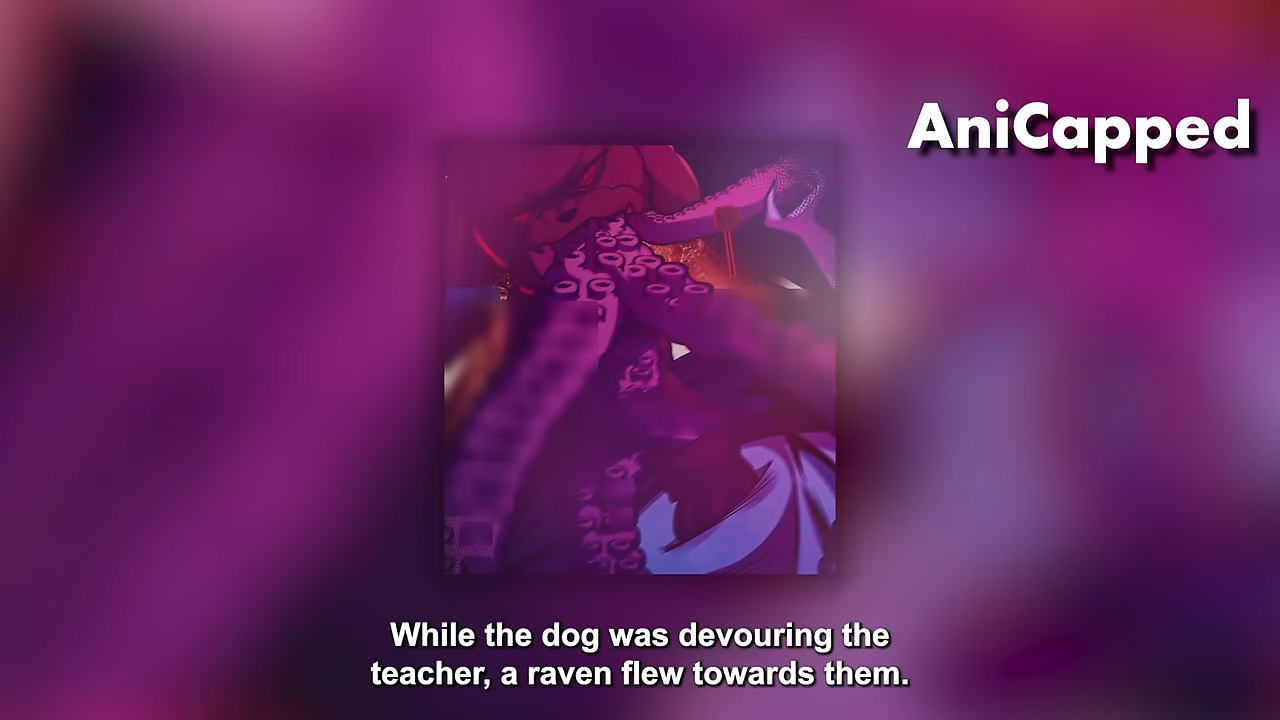 AniCapped
While the dog was devouring the
teacher, a raven flew towards them.